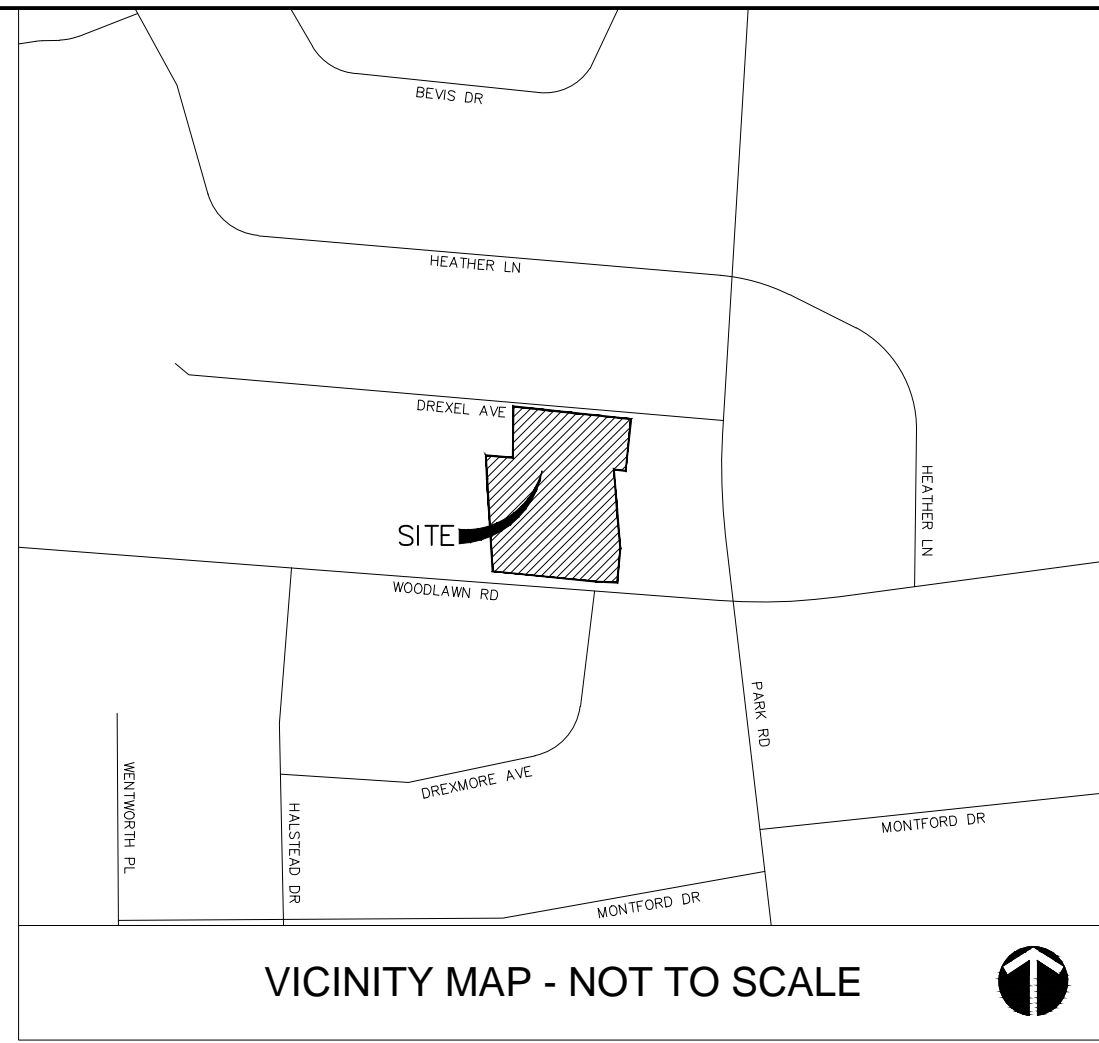 BEVIS DR
HEATHER LN
DREXEL AVE
HEATHER LN
SITE
WOODLAWN RD
PARK RD
WENTWORTH PL
DREXMORE AVE
HALSTEAD DR
MONTFORD DR
MONTFORD DR
VICINITY MAP - NOT TO SCALE